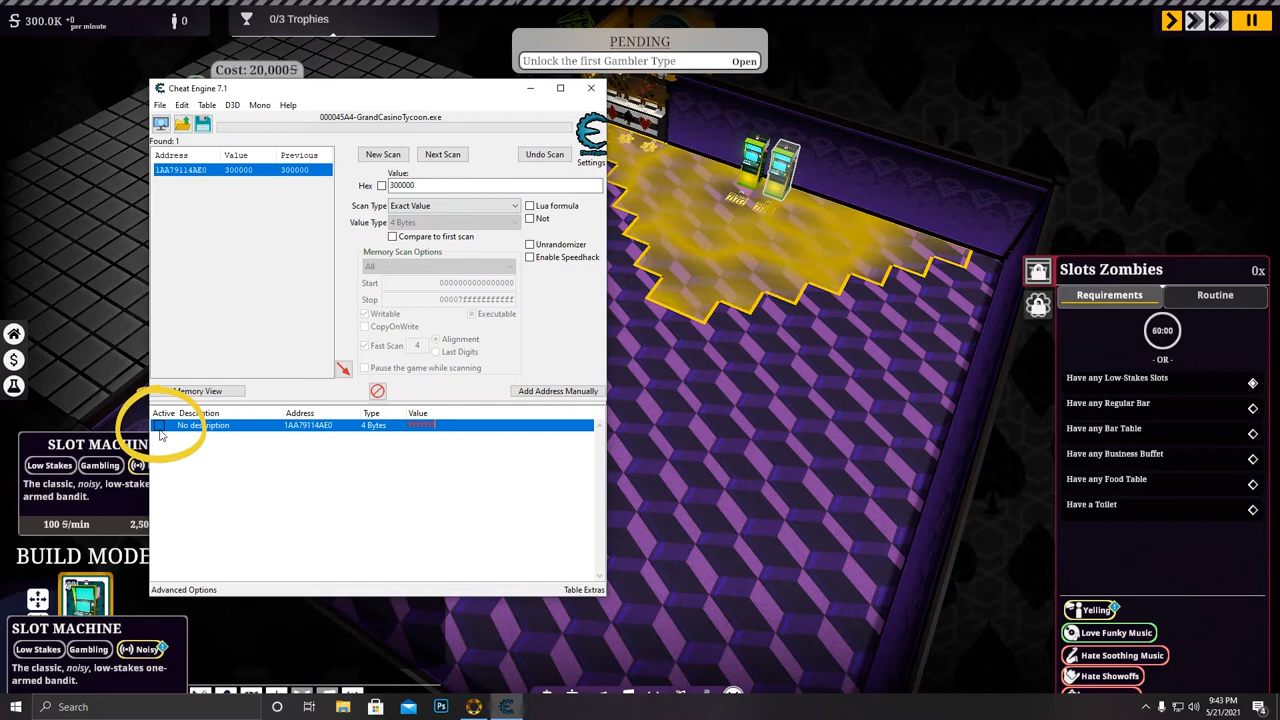 300.0K +0
per minute
0
0/3 Trophies
PENDING
Unlock the first Gambler Type Open
Cost: 20,000
Cheat Engine 7.1
File Edit Table D3D Mono Help
000045A4-GrandCasinoTycoon.exe
Found: 1
Address Value Previous
1AA79114AE0 300000 300000
New Scan Next Scan Undo Scan
Settings
Value:
Hex 300000
Scan Type Exact Value
Lua formula
Not
Value Type 4 Bytes
Compare to first scan
Unrandomizer
Enable Speedhack
Memory Scan Options
All
Start 0000000000000000
Stop 00007fffffffffff
Writable Executable
CopyOnWrite
Fast Scan 4 Alignment
Last Digits
Pause the game while scanning
Memory View
Add Address Manually
Active Description Address Type Value
No description 1AA79114AE0 4 Bytes
Advanced Options Table Extras
Slots Zombies 0x
Requirements Routine
60:00
- OR -
Have any Low-Stakes Slots
Have any Regular Bar
Have any Bar Table
Have any Business Buffet
Have any Food Table
Have a Toilet
Yelling
Love Funky Music
Hate Soothing Music
Hate Showoffs
SLOT MACHIN
Low Stakes Gambling
The classic, noisy, low-stake
armed bandit.
100 S/min 2,50
BUILD MODE
SLOT MACHINE
Low Stakes Gambling Noisy
The classic, noisy, low-stakes one-
armed bandit.
Search
Ps
9:43 PM
5/21/2021
4